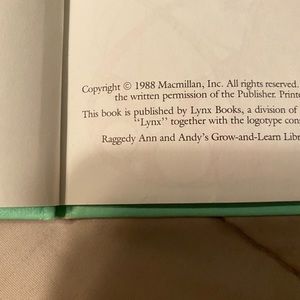 Copyright © 1988 Macmillan, Inc. All rights reserved.
the written permission of the Publisher. Printe
This book is published by Lynx Books, a division of
"Lynx" together with the logotype cons
Raggedy Ann and Andy's Grow-and-Learn Libr